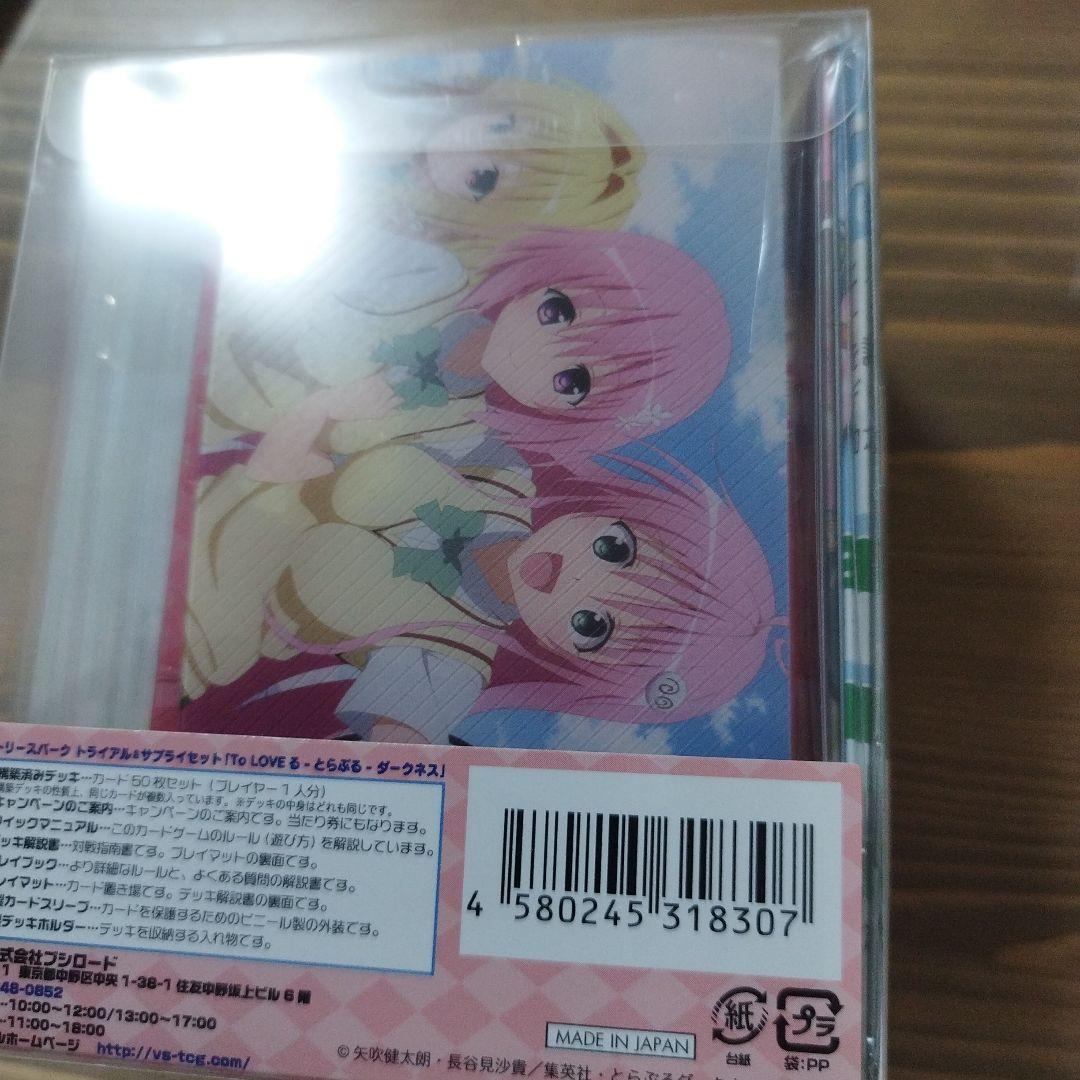 トリースパーク トライアル&サプライセット「To LOVE る - とらぶる - ダークネス」
構築済みデッキ…カード50枚セット（プレイヤー1人分）
構築デッキの性質上、同じカードが複数入っています。※デッキの中身はどれも同じです。
キャンペーンのご案内…キャンペーンのご案内です。当たり券にもなります。
イックマニュアル…このカードゲームのルール（遊び方）を解説しています。
デッキ解説書…対戦指南書です。プレイマットの裏面です。
レイブック…より詳細なルールと、よくある質問の解説書です。
レイマット…カード置き場です。デッキ解説書の裏面です。
カードスリーブ…カードを保護するためのビニール製の外装です。
デッキホルダー…デッキを収納する入れ物です。
式会社ブシロード
1 東京都中野区中央1-38-1住友中野坂上ビル6階
48-0852
…10:00~12:00/13:00~17:00
…11:00~18:00
ルホームページ http://vs-tcg.com/
4 580245 318307
MADE IN JAPAN
紙
台紙
プラ
袋:PP
©矢吹健太朗・長谷見沙貴／集英社・とらぶるダー